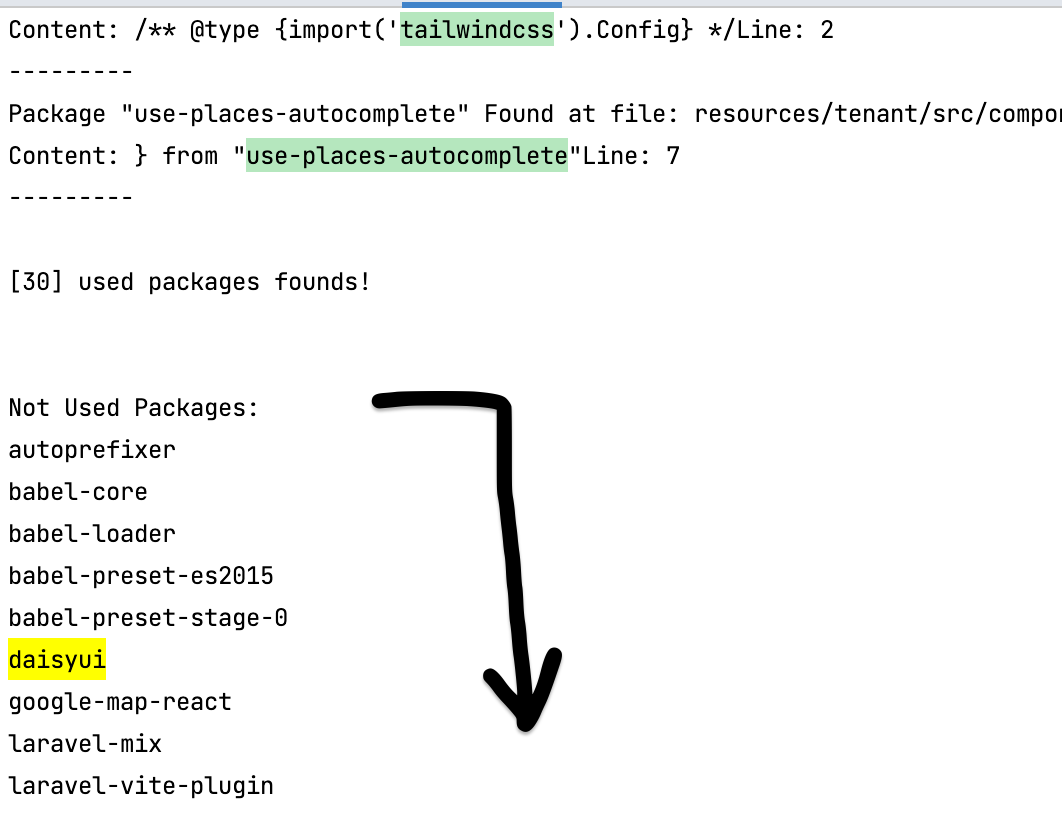 Content: /** @type {import('tailwindcss').Config} */Line: 2
---------
Package "use-places-autocomplete" Found at file: resources/tenant/src/compo
Content: } from "use-places-autocomplete"Line: 7
---------
[30] used packages founds!
Not Used Packages:
autoprefixer
babel-core
babel-loader
babel-preset-es2015
babel-preset-stage-0
daisyui
google-map-react
laravel-mix
laravel-vite-plugin